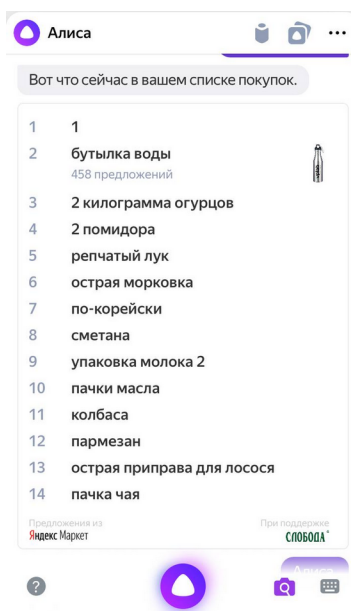 Алиса
Вот что сейчас в вашем списке покупок.
1 1
2 бутылка воды
458 предложений
3 2 килограмма огурцов
4 2 помидора
5 репчатый лук
6 острая морковка
7 по-корейски
8 сметана
9 упаковка молока 2
10 пачки масла
11 колбаса
12 пармезан
13 острая приправа для лосося
14 пачка чая
Предложения из
Яндекс Маркет
При поддержке
СЛОБОДА
Алиса
?